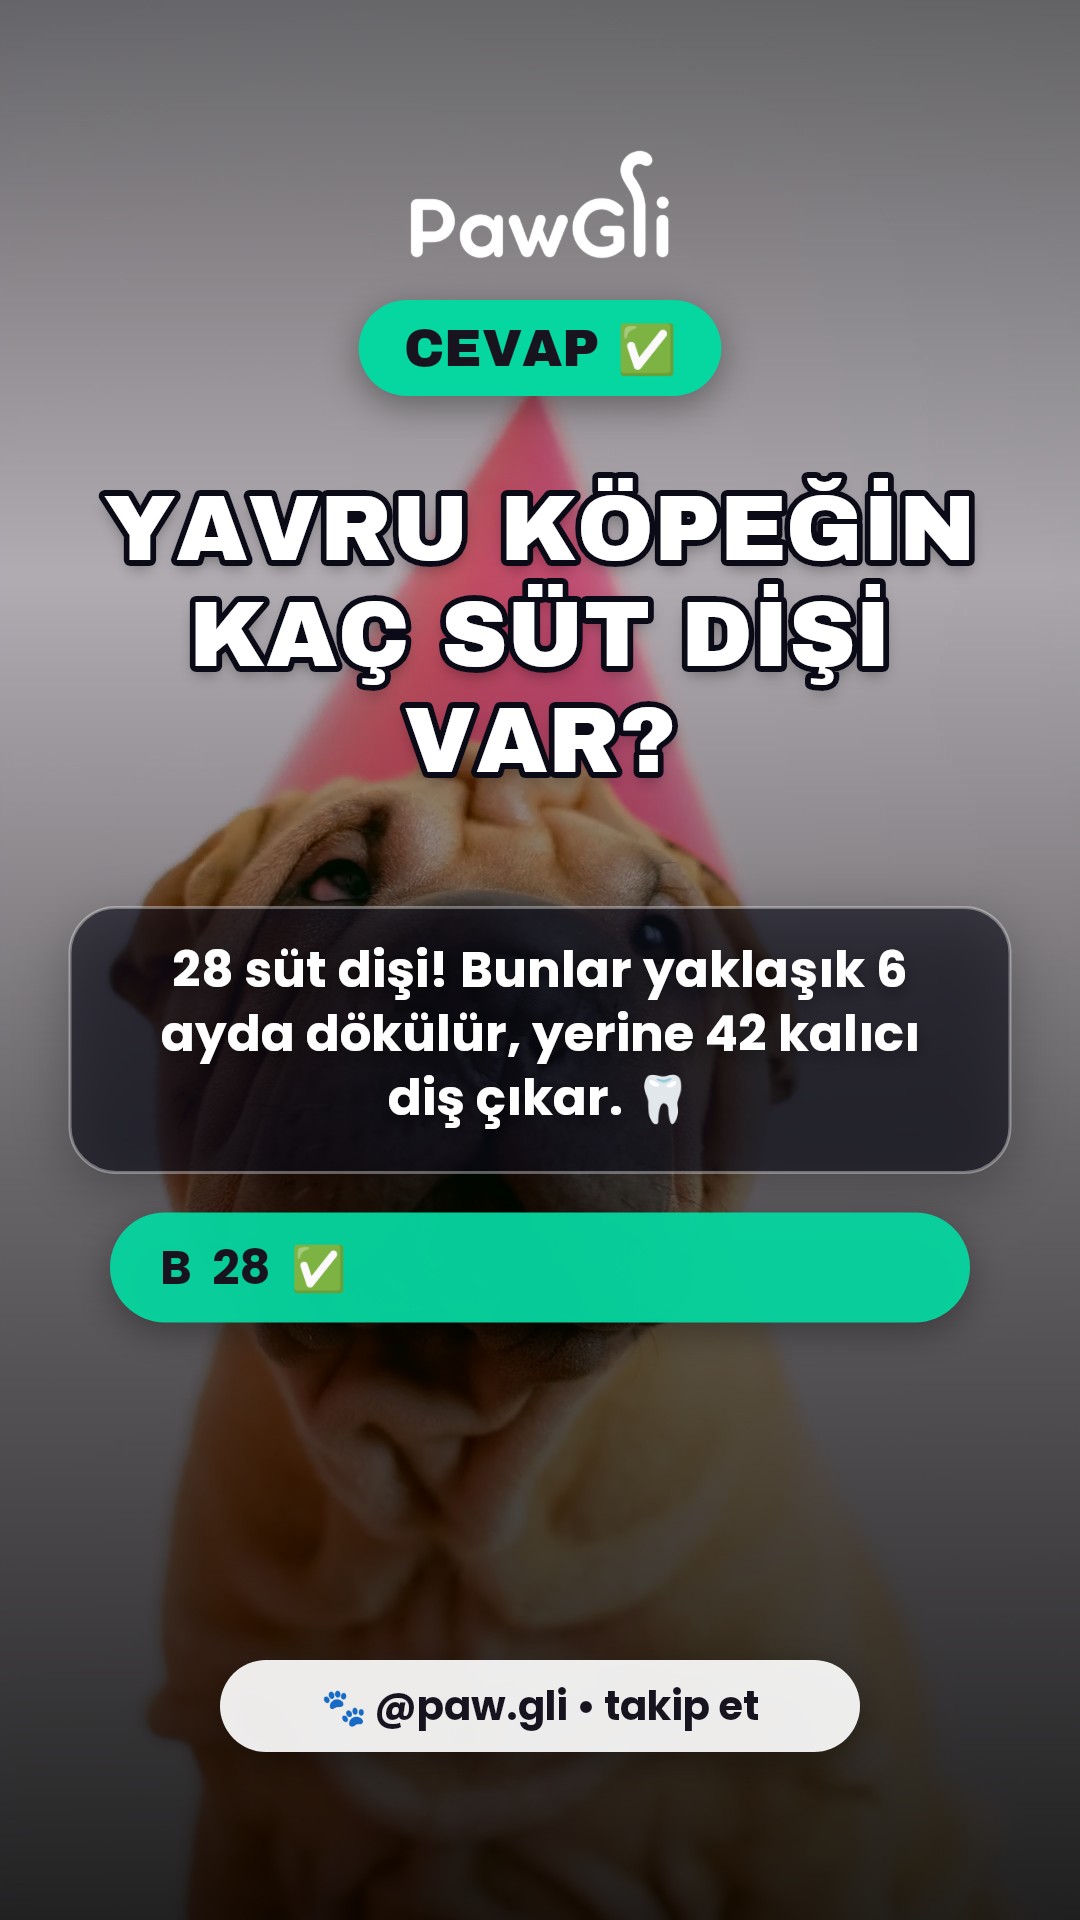 PawGli
CEVAP ✅
YAVRU KÖPEĞİN
KAÇ SÜT DİŞİ
VAR?
28 süt dişi! Bunlar yaklaşık 6
ayda dökülür, yerine 42 kalıcı
diş çıkar. 🦷
B 28 ✅
🐾 @paw.gli • takip et